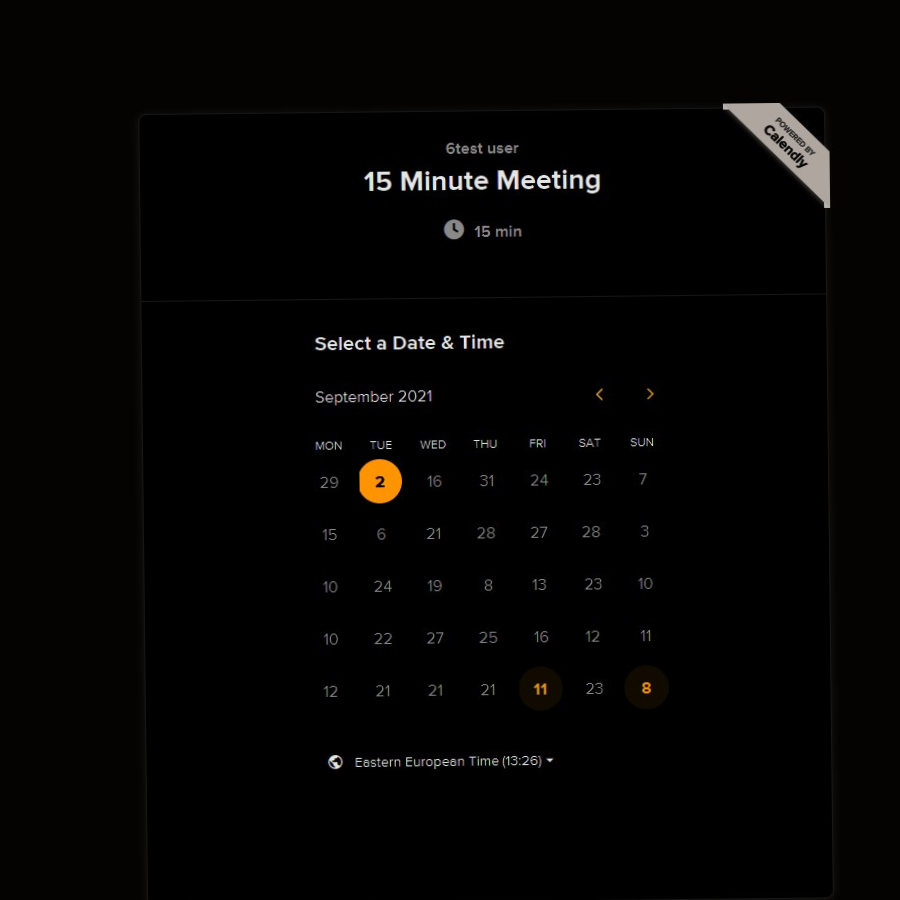 POWERED BY
Calendly
6test user
15 Minute Meeting
15 min
Select a Date & Time
September 2021
MON TUE WED THU FRI SAT SUN
29 2 16 31 24 23 7
15 6 21 28 27 28 3
10 24 19 8 13 23 10
10 22 27 25 16 12 11
12 21 21 21 11 23 8
Eastern European Time (13:26)